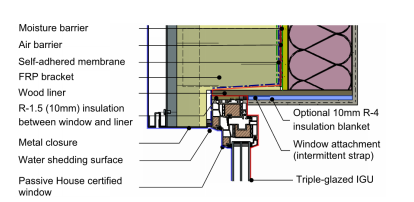 Moisture barrier
Air barrier
Self-adhered membrane
FRP bracket
Wood liner
R-1.5 (10mm) insulation
between window and liner
Metal closure
Water shedding surface
Passive House certified
window
Optional 10mm R-4
insulation blanket
Window attachment
(intermittent strap)
Triple-glazed IGU